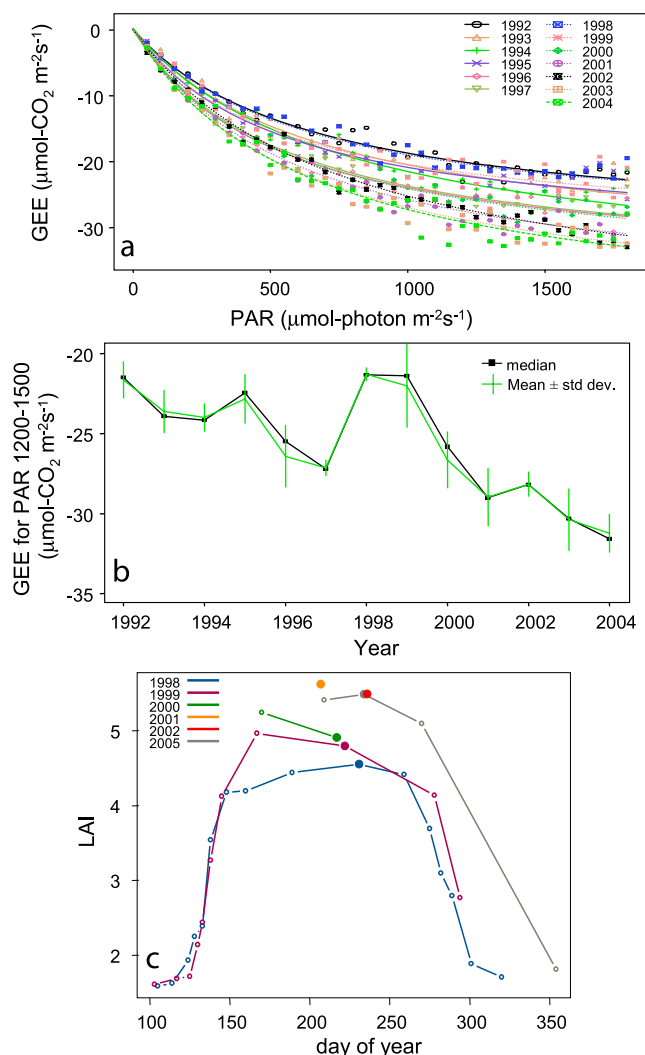 0
-10
-20
-30
GEE (μmol-CO2 m-2s-1)
1992
1993
1994
1995
1996
1997
1998
1999
2000
2001
2002
2003
2004
a
0 500 1000 1500
PAR (μmol-photon m-2s-1)
-20
-25
-30
-35
GEE for PAR 1200-1500
(μmol-CO2 m-2s-1)
median
Mean ± std dev.
b
1992 1994 1996 1998 2000 2002 2004
Year
1998
1999
2000
2001
2002
2005
5
4
3
2
LAI
c
100 150 200 250 300 350
day of year